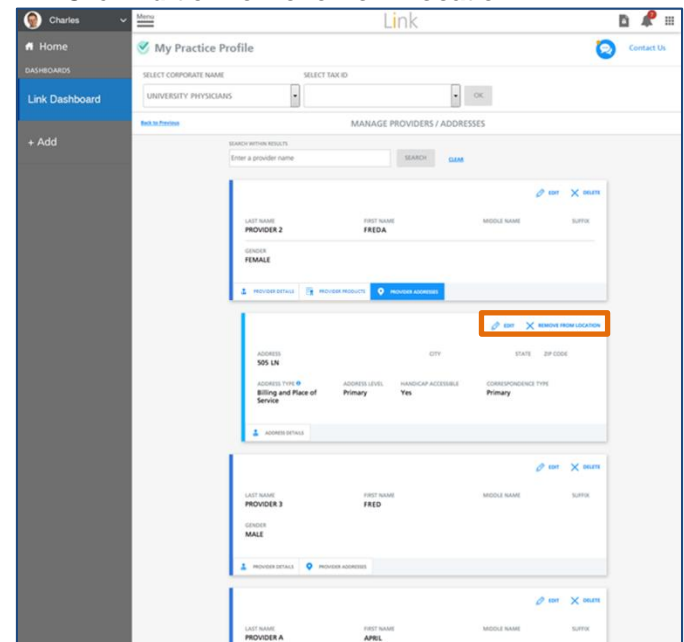 Charles
Menu
Link
Home
My Practice Profile
Contact Us
DASHBOARDS
Link Dashboard
+ Add
SELECT CORPORATE NAME
SELECT TAX ID
UNIVERSITY PHYSICIANS
OK
Back to Previous
MANAGE PROVIDERS / ADDRESSES
SEARCH WITHIN RESULTS
Enter a provider name
SEARCH
CLEAR
EDIT
DELETE
LAST NAME FIRST NAME MIDDLE NAME SUFFIX
PROVIDER 2 FREDA
GENDER
FEMALE
PROVIDER DETAILS PROVIDER PRODUCTS PROVIDER ADDRESSES
EDIT REMOVE FROM LOCATION
ADDRESS CITY STATE ZIP CODE
505 LN
ADDRESS TYPE ADDRESS LEVEL HANDICAP ACCESSIBLE CORRESPONDENCE TYPE
Billing and Place of Service Primary Yes Primary
ADDRESS DETAILS
EDIT DELETE
LAST NAME FIRST NAME MIDDLE NAME SUFFIX
PROVIDER 3 FRED
GENDER
MALE
PROVIDER DETAILS PROVIDER ADDRESSES
EDIT DELETE
LAST NAME FIRST NAME MIDDLE NAME SUFFIX
PROVIDER A APRIL